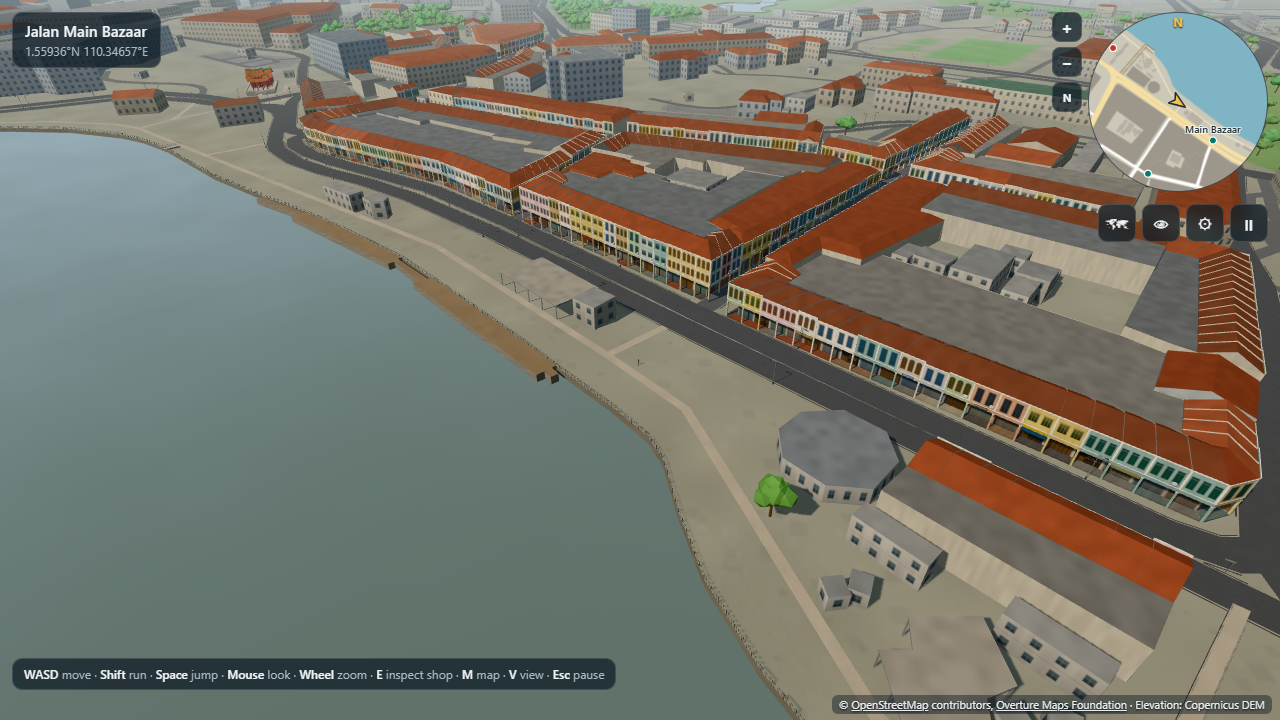 Jalan Main Bazaar
1.55936°N 110.34657°E
+
−
N
N
Main Bazaar
WASD move · Shift run · Space jump · Mouse look · Wheel zoom · E inspect shop · M map · V view · Esc pause
© OpenStreetMap contributors, Overture Maps Foundation · Elevation: Copernicus DEM